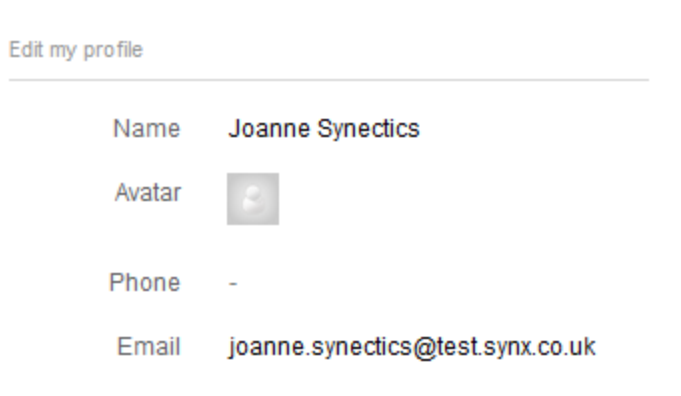 Edit my profile
Name Joanne Synectics
Avatar
Phone -
Email joanne.synectics@test.synx.co.uk